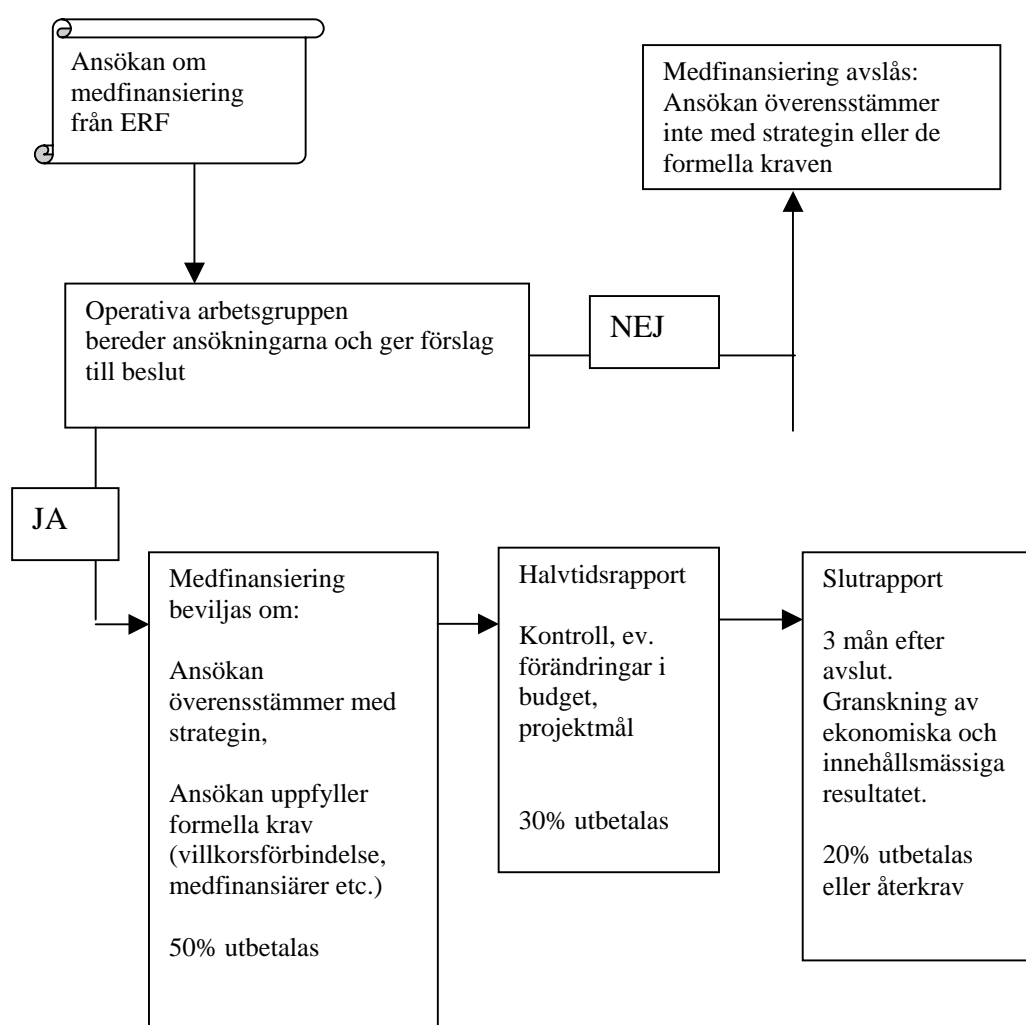 Ansökan om
medfinansiering
från ERF
Medfinansiering avslås:
Ansökan överensstämmer
inte med strategin eller de
formella kraven
Operativa arbetsgruppen
bereder ansökningarna och ger förslag
till beslut
NEJ
JA
Medfinansiering
beviljas om:
Ansökan
överensstämmer med
strategin,
Ansökan uppfyller
formella krav
(villkorsförbindelse,
medfinansiärer etc.)
50% utbetalas
Halvtidsrapport
Kontroll, ev.
förändringar i
budget,
projektmål
30% utbetalas
Slutrapport
3 mån efter
avslut.
Granskning av
ekonomiska och
innehållsmässiga
resultatet.
20% utbetalas
eller återkrav